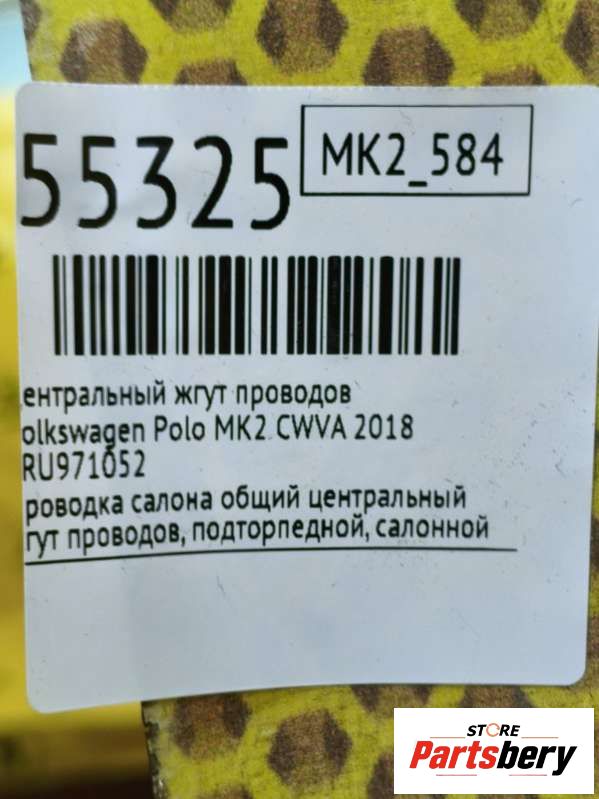 55325
MK2_584
ентральный жгут проводов
olkswagen Polo MK2 CWVA 2018
RU971052
роводка салона общий центральный
гут проводов, подторпедной, салонной
STORE
Partsbery